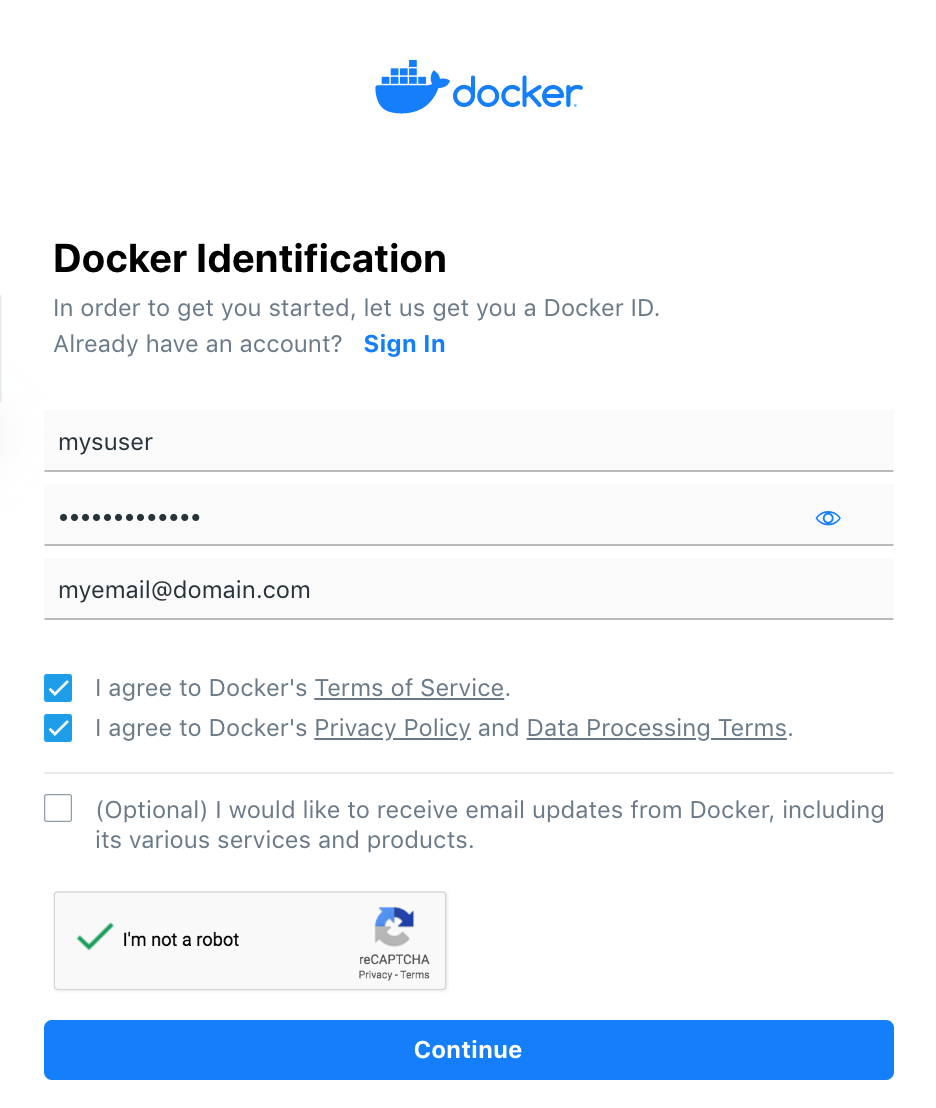 docker
Docker Identification
In order to get you started, let us get you a Docker ID.
Already have an account? Sign In
mysuser
•••••••••••••
myemail@domain.com
I agree to Docker's Terms of Service.
I agree to Docker's Privacy Policy and Data Processing Terms.
(Optional) I would like to receive email updates from Docker, including
its various services and products.
I'm not a robot
reCAPTCHA
Privacy - Terms
Continue